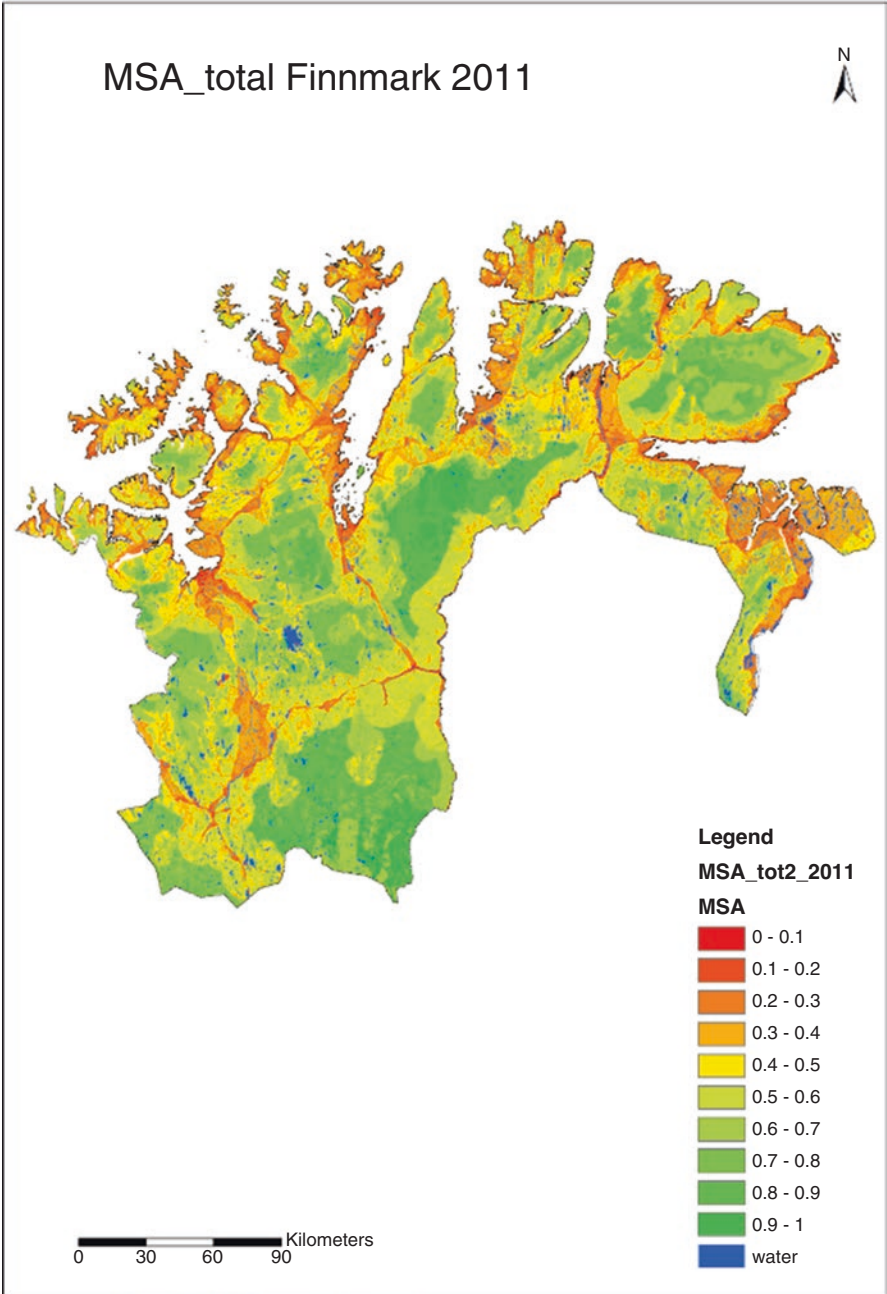 MSA_total Finnmark 2011
N
Legend
MSA_tot2_2011
MSA
0 - 0.1
0.1 - 0.2
0.2 - 0.3
0.3 - 0.4
0.4 - 0.5
0.5 - 0.6
0.6 - 0.7
0.7 - 0.8
0.8 - 0.9
0.9 - 1
water
Kilometers
0 30 60 90